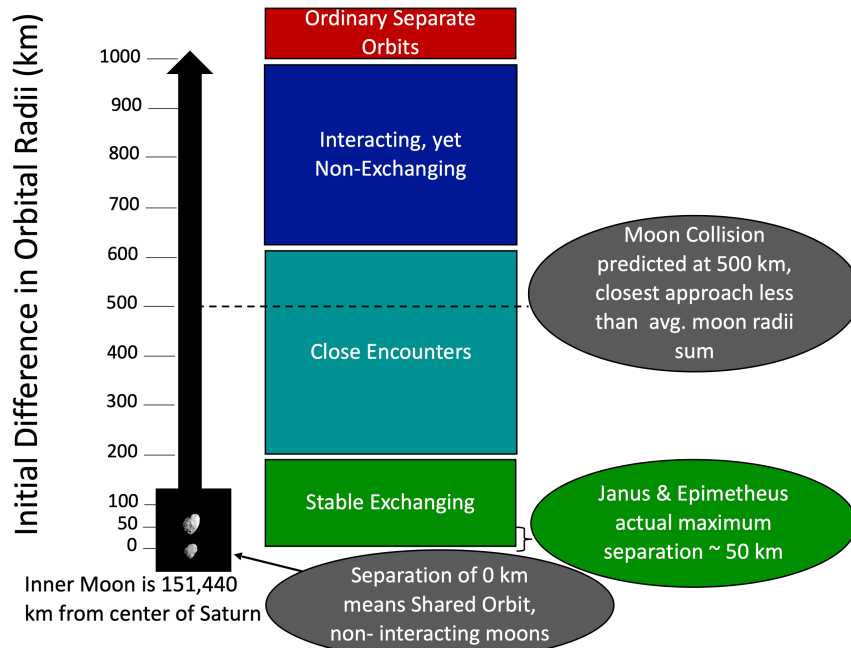 Initial Difference in Orbital Radii (km)
1000
900
800
700
600
500
400
300
200
100
50
0
Ordinary Separate
Orbits
Interacting, yet
Non-Exchanging
Close Encounters
Stable Exchanging
Moon Collision
predicted at 500 km,
closest approach less
than avg. moon radii
sum
Janus & Epimetheus
actual maximum
separation ~ 50 km
Inner Moon is 151,440
km from center of Saturn
Separation of 0 km
means Shared Orbit,
non- interacting moons